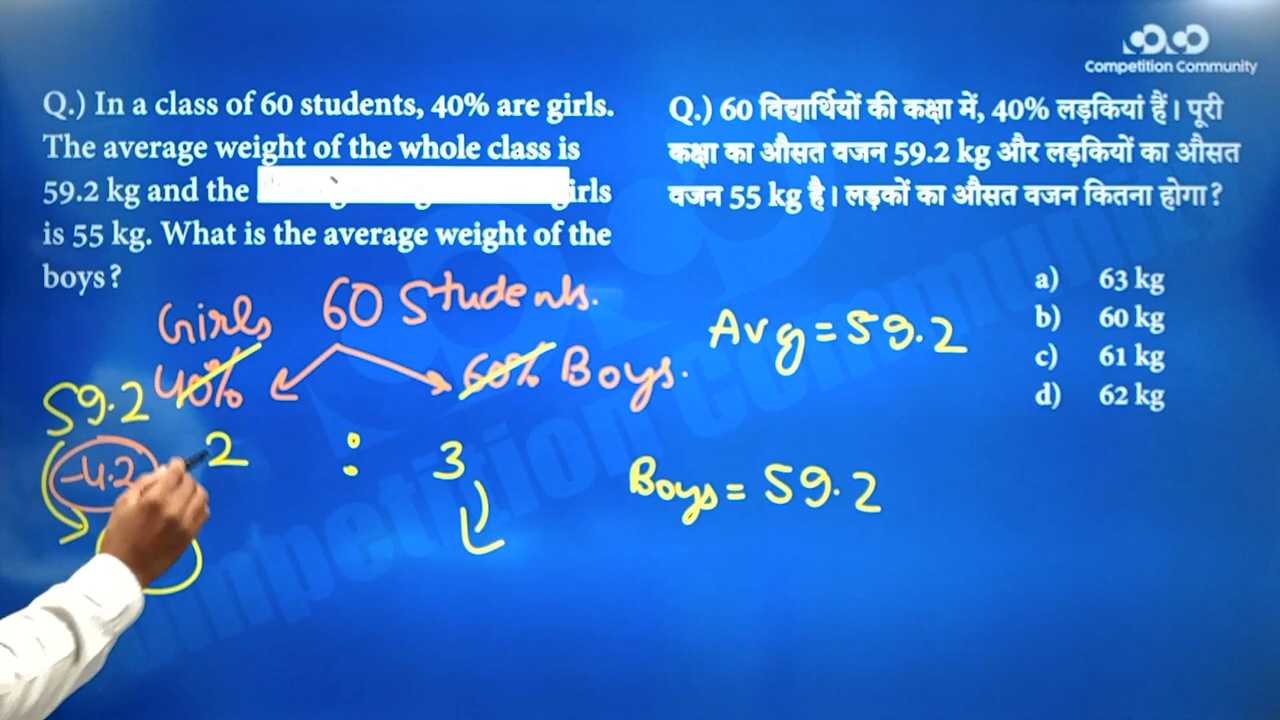 Competition Community
Q.) In a class of 60 students, 40% are girls.
The average weight of the whole class is
59.2 kg and the irls
is 55 kg. What is the average weight of the
boys?
Q.) 60 विद्यार्थियों की कक्षा में, 40% लड़कियां हैं। पूरी
कक्षा का औसत वजन 59.2 kg और लड़कियों का औसत
वजन 55 kg है। लड़कों का औसत वजन कितना होगा?
a) 63 kg
b) 60 kg
c) 61 kg
d) 62 kg
60 Students.
Girls
40%
60% Boys.
Avg = 59.2
59.2
-4.2
2 : 3
Boys = 59.2